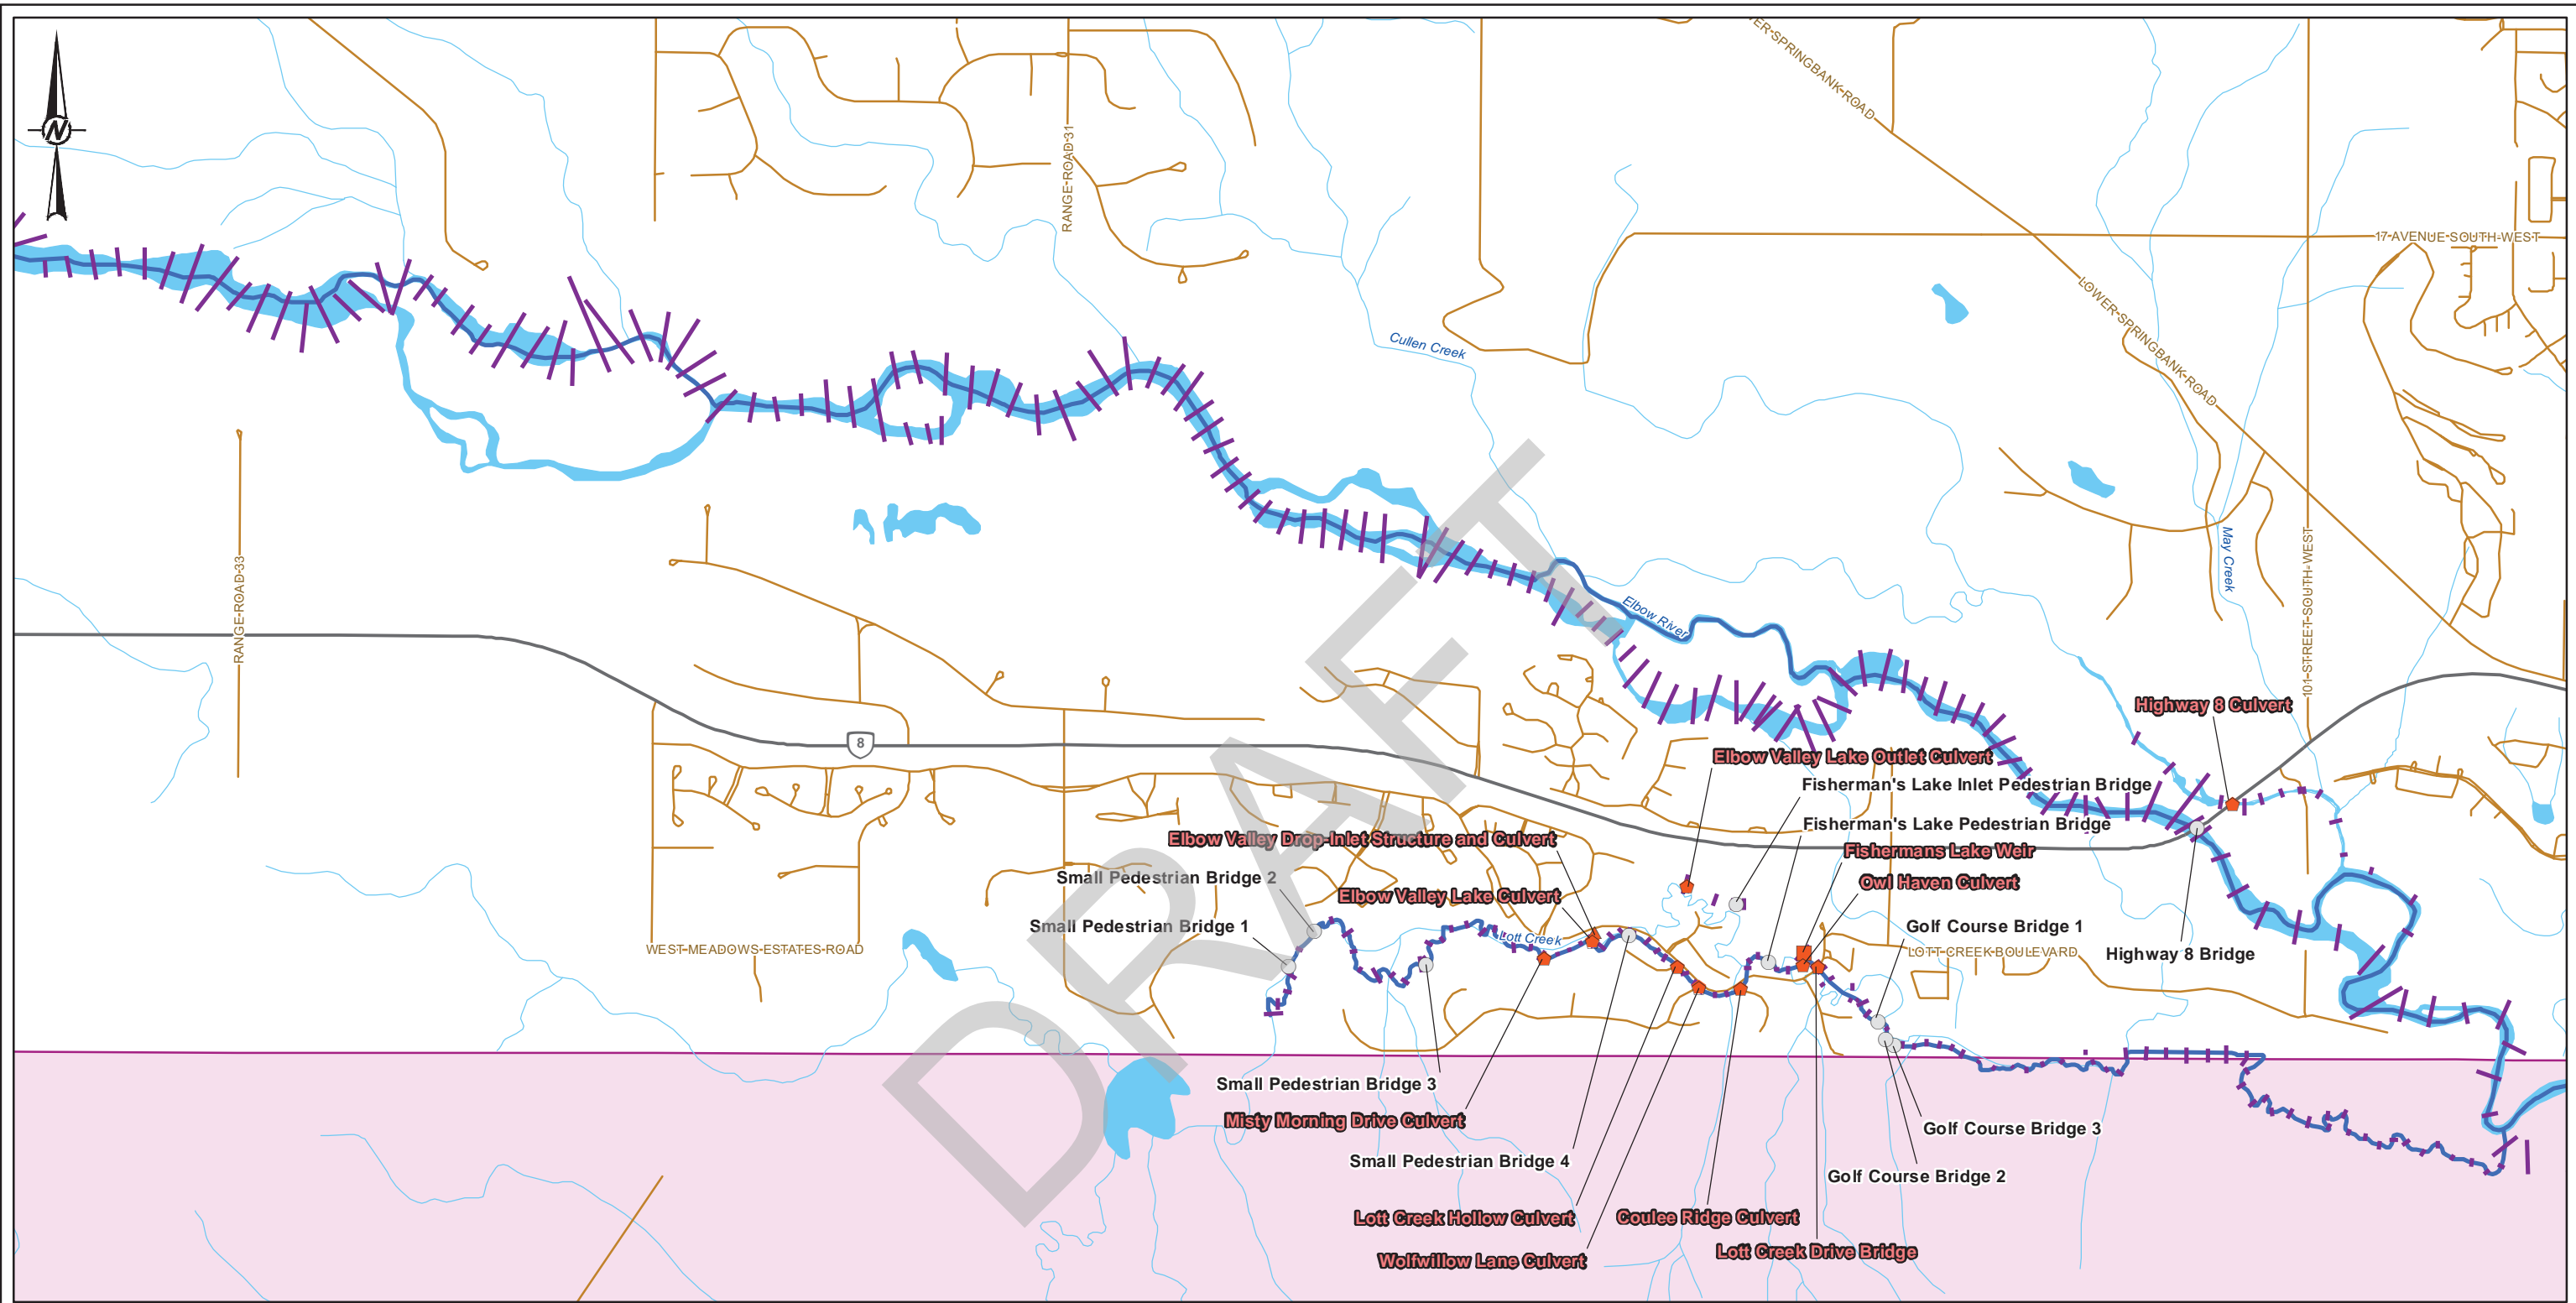 N
ER-SPRINGBANK-ROAD
RANGE-ROAD-31
17-AVENUE-SOUTH-WEST
LOWER-SPRINGBANK-ROAD
Cullen Creek
May Creek
101-STREET-SOUTH-WEST
RANGE-ROAD-33
Elbow River
Highway 8 Culvert
8
Elbow Valley Lake Outlet Culvert
Fisherman's Lake Inlet Pedestrian Bridge
Fisherman's Lake Pedestrian Bridge
Elbow Valley Drop-Inlet Structure and Culvert
Fishermans Lake Weir
Small Pedestrian Bridge 2
Owl Haven Culvert
Elbow Valley Lake Culvert
Small Pedestrian Bridge 1
Golf Course Bridge 1
Lott Creek
WEST-MEADOWS-ESTATES-ROAD
LOTT-CREEK-BOULEVARD
Highway 8 Bridge
Small Pedestrian Bridge 3
Misty Morning Drive Culvert
Golf Course Bridge 3
Small Pedestrian Bridge 4
Golf Course Bridge 2
Lott Creek Hollow Culvert
Coulee Ridge Culvert
Lott Creek Drive Bridge
Wolfwillow Lane Culvert
DRAFT